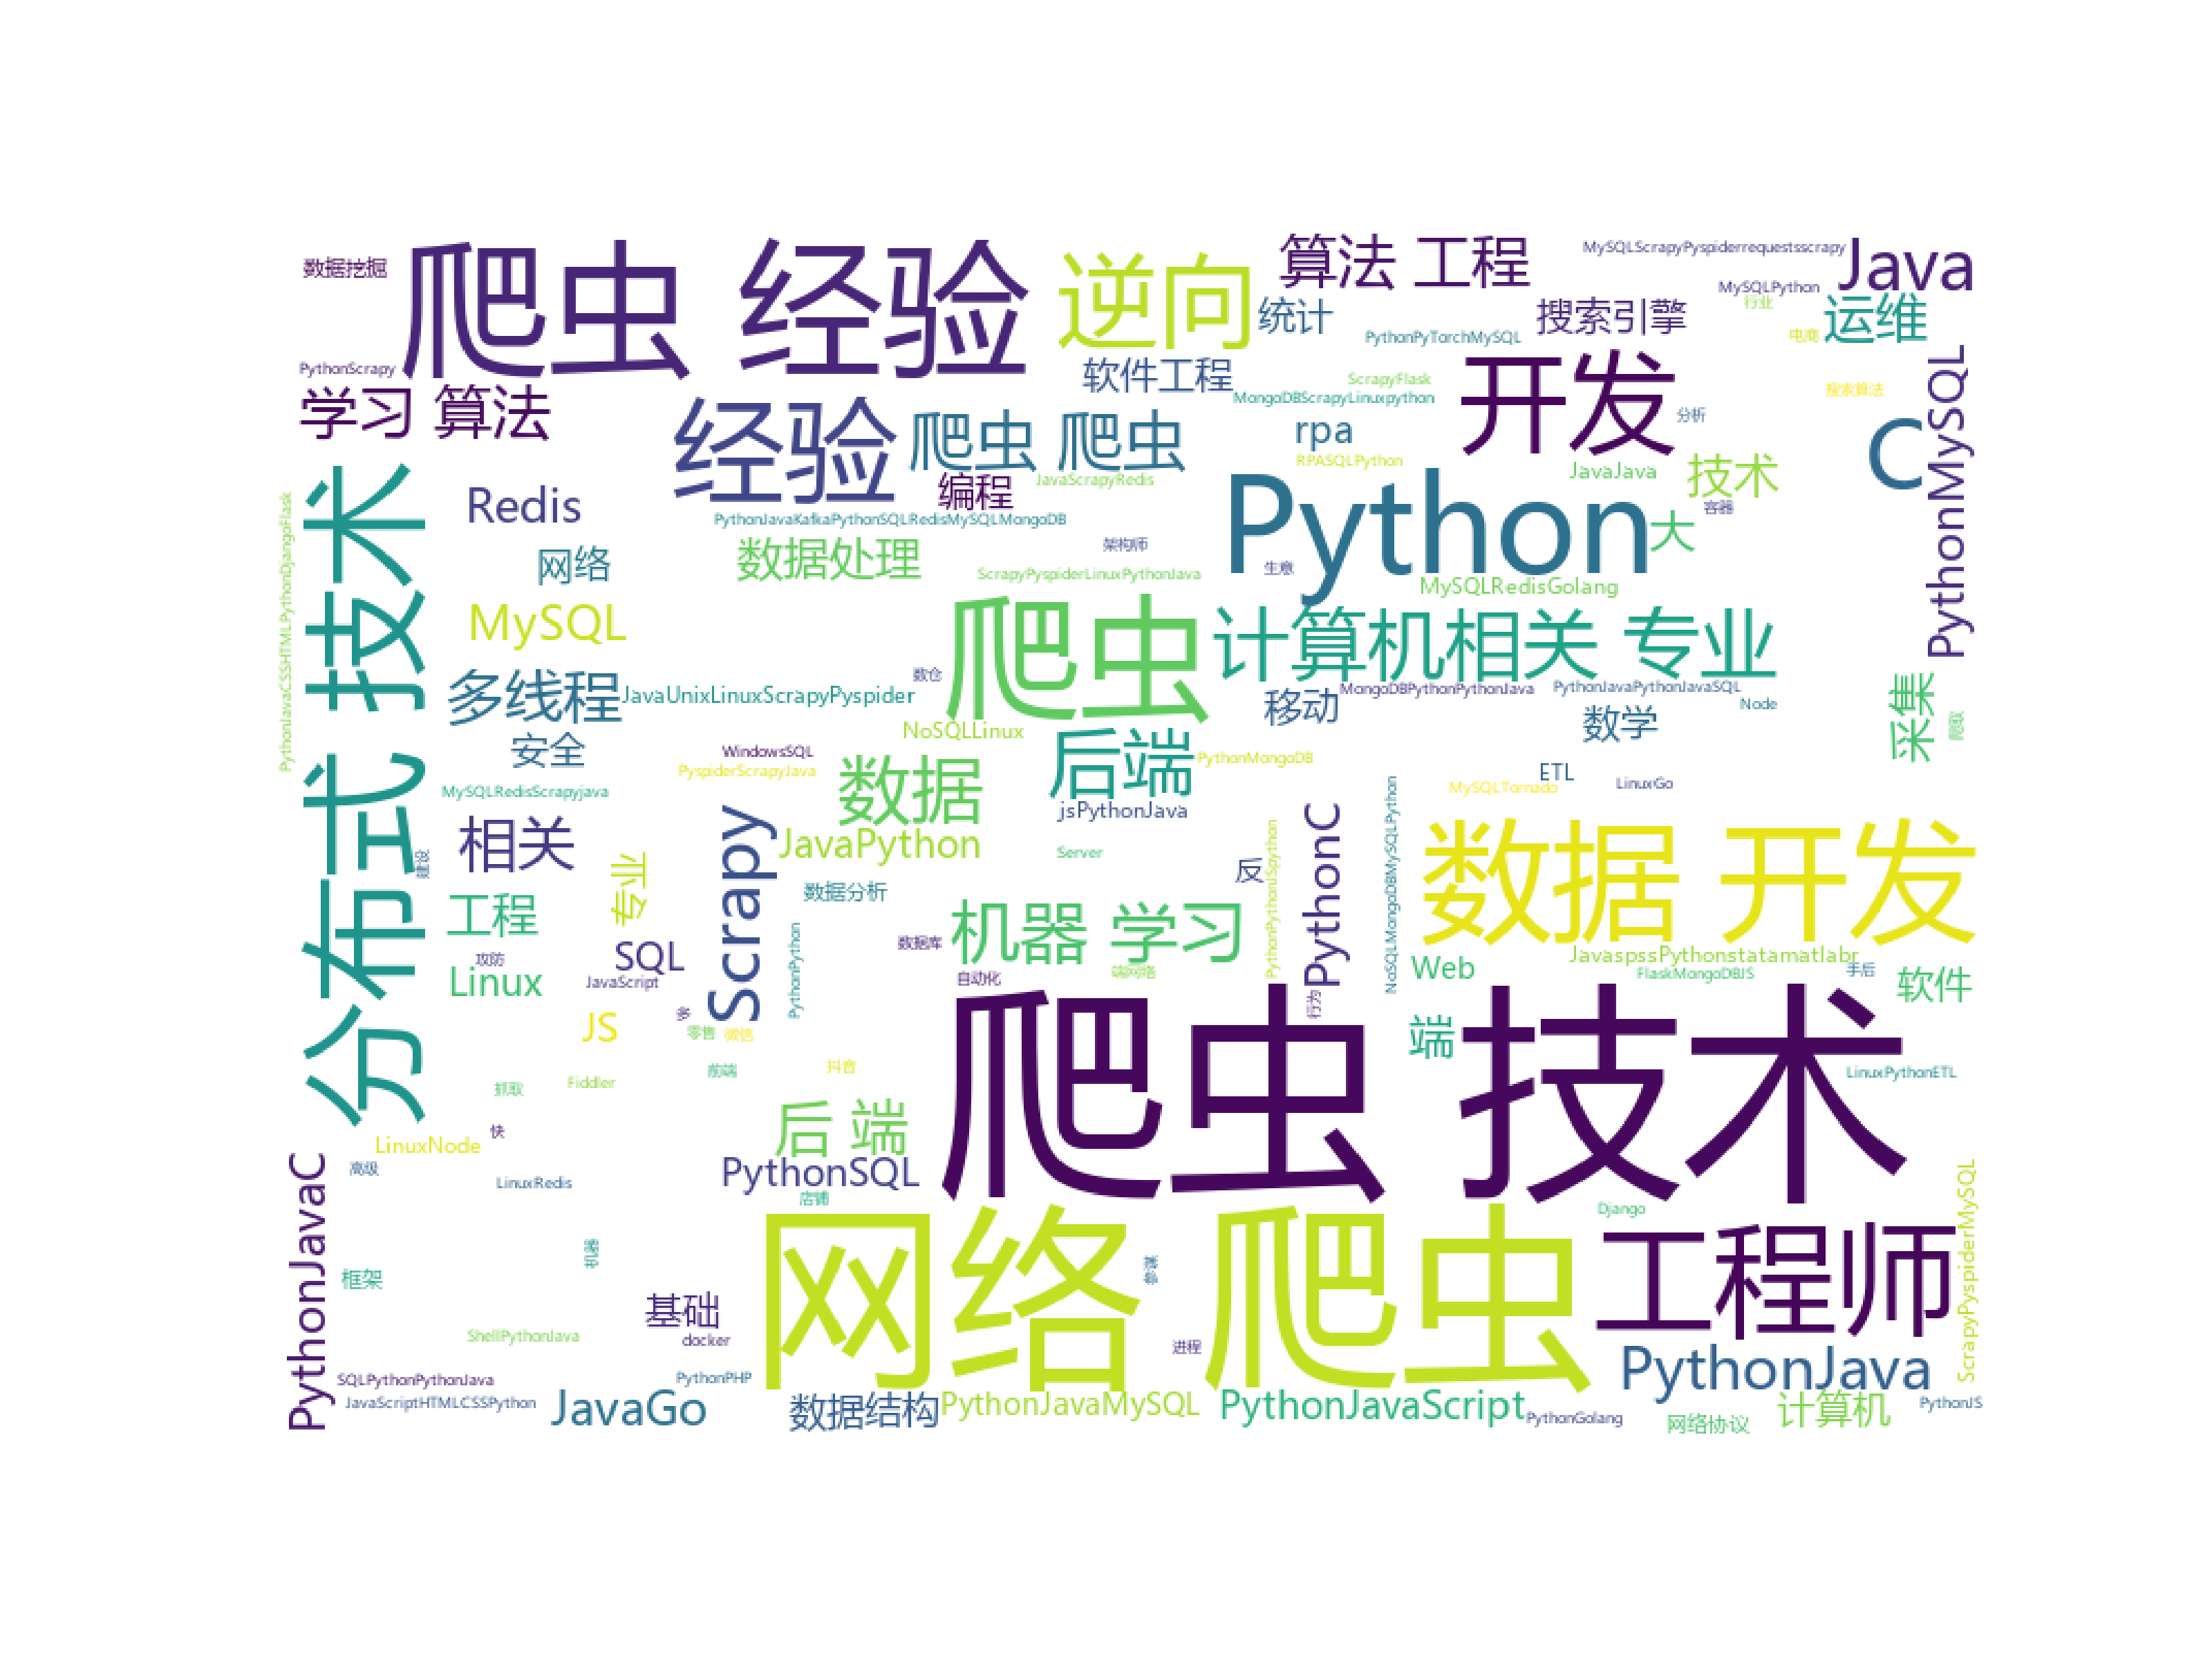 数据挖掘
爬虫 经验
逆向
算法 工程
MySQLScrapyPyspiderrequestsscrapy
Java
MySQLPython
行业
统计
搜索引擎
运维
PythonPyTorchMySQL
电商
PythonScrapy
软件工程
ScrapyFlask
开发
PythonMySQL
学习 算法
经验
爬虫 爬虫
MongoDBScrapyLinuxpython
搜索算法
rpa
分析
C
RPASQLPython
JavaJava
技术
分布式 技术
Redis
编程
JavaScrapyRedis
Python
容器
PythonJavaCSSHTMLPythonDjangoFlask
PythonJavaKafkaPythonSQLRedisMySQLMongoDB
大
网络
数据处理
架构师
ScrapyPyspiderLinuxPythonJava
生意
MySQLRedisGolang
MySQL
爬虫
计算机相关 专业
多线程
JavaUnixLinuxScrapyPyspider
数仓
移动
MongoDBPythonPythonJava
PythonJavaPythonJavaSQL
Node
采集
爬取
数学
安全
WindowsSQL
NoSQLLinux
后端
PythonMongoDB
PyspiderScrapyJava
数据
ETL
LinuxGo
MySQLRedisScrapyjava
MySQLTornado
NoSQLMongoDBMySQLPython
jsPythonJava
Scrapy
JavaPython
PythonC
数据 开发
相关
建设
专业
Server
反
PythonPythonJSpython
数据分析
工程
机器 学习
PythonPython
数据库
SQL
攻防
JavaspssPythonstatamatlabr
Web
FlaskMongoDBJS
手后
软件
Linux
JavaScript
自动化
端网络
行为
爬虫 技术
多
JS
零售
微信
端
前端
抖音
LinuxPythonETL
抓取
Fiddler
后 端
快
LinuxNode
PythonJavaC
高级
LinuxRedis
PythonSQL
店铺
Django
ScrapyPyspiderMySQL
网络 爬虫
工程师
机器
框架
基础
ShellPythonJava
docker
进程
PythonJava
SQLPythonPythonJava
PythonPHP
JavaScriptHTMLCSSPython
JavaGo
数据结构
PythonJavaMySQL
PythonJavaScript
PythonGolang
网络协议
计算机
PythonJS